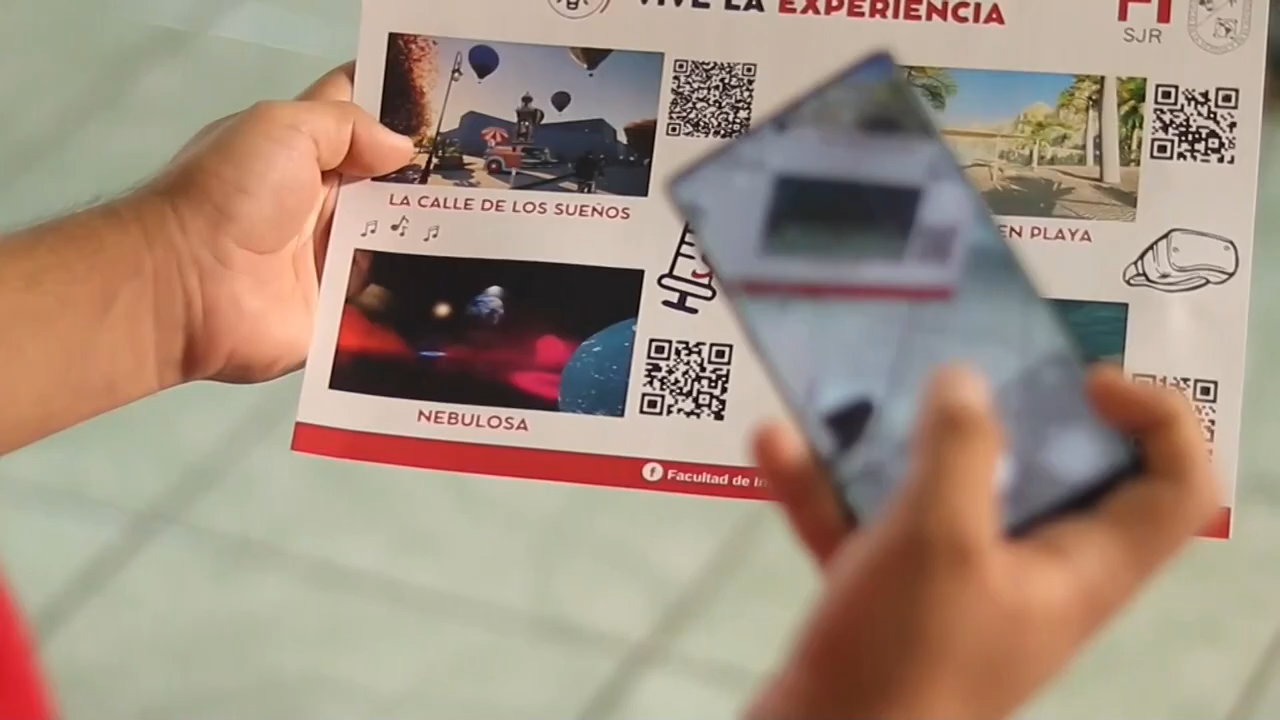 VIVE LA EXPERIENCIA
FI
SJR
LA CALLE DE LOS SUEÑOS
EN PLAYA
NEBULOSA
Facultad de In